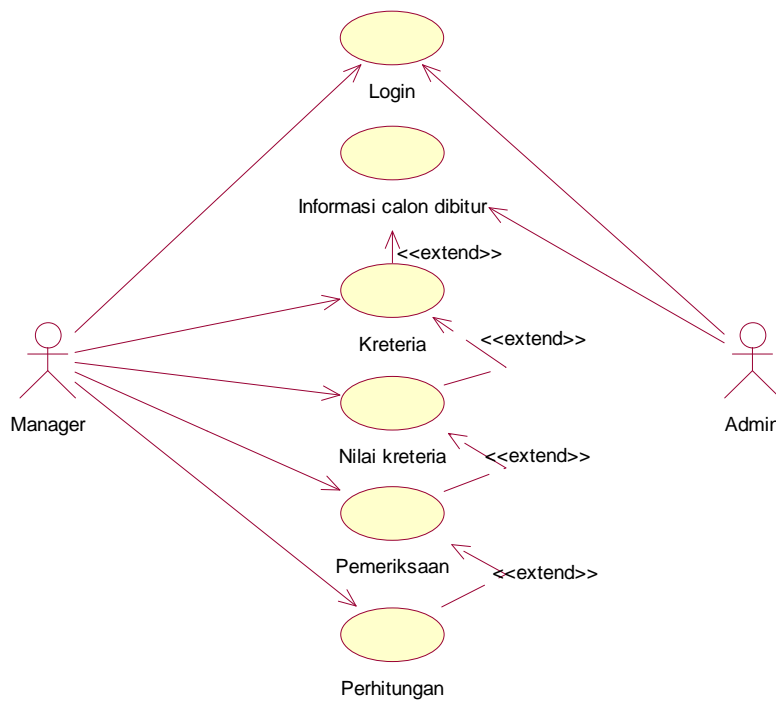 Login
Informasi calon dibitur
<<extend>>
Kreteria
<<extend>>
Manager
Admin
Nilai kreteria
<<extend>>
Pemeriksaan
<<extend>>
Perhitungan